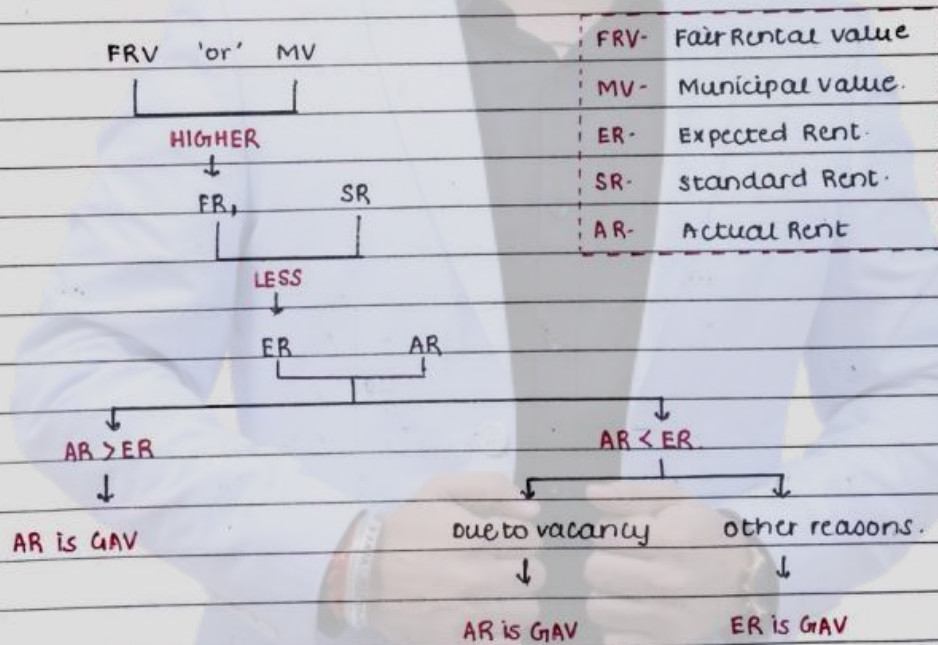 FRV 'or' MV
HIGHER
FR, SR
LESS
ER AR
AR > ER AR < ER
AR is GAV
Due to vacancy other reasons.
AR is GAV ER is GAV
FRV- Fair Rental value
MV- Municipal value.
ER- Expected Rent.
SR- Standard Rent.
AR- Actual Rent